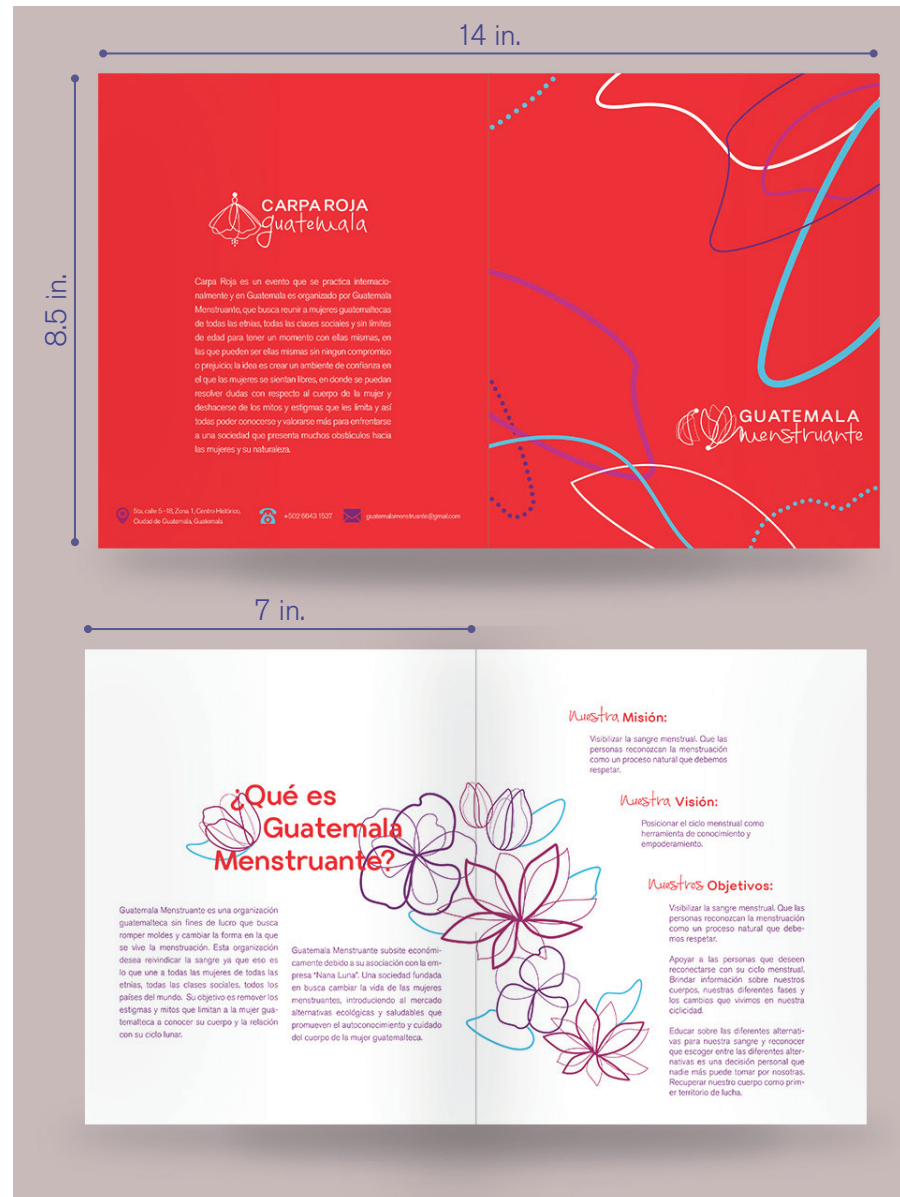 14 in.
8.5 in.
CARPA ROJA
guatemala
Carpa Roja es un evento que se practica internacio-
nalmente y en Guatemala es organizado por Guatemala
Menstruante, que busca reunir a mujeres guatemaltecas
de todas las etnias, todas las clases sociales y sin límites
de edad para tener un momento con ellas mismas, en
las que pueden ser ellas mismas sin ningun compromiso
o prejuicio; la idea es crear un ambiente de confianza en
el que las mujeres se sientan libres, en donde se puedan
resolver dudas con respecto al cuerpo de la mujer y
deshacerse de los mitos y estigmas que les limita y así
todas poder conocerse y valorarse más para enfrentarse
a una sociedad que presenta muchos obstáculos hacia
las mujeres y su naturaleza.
5ta, calle 5-18, Zona 1, Centro Histórico,
Ciudad de Guatemala, Guatemala
+502 6643 1537
guatemalamenstruante@gmail.com
GUATEMALA
Menstruante
7 in.
¿Qué es
Guatemala
Menstruante?
Guatemala Menstruante es una organización
guatemalteca sin fines de lucro que busca
romper moldes y cambiar la forma en la que
se vive la menstruación. Esta organización
desea reivindicar la sangre ya que eso es
lo que une a todas las mujeres de todas las
etnias, todas las clases sociales, todos los
países del mundo. Su objetivo es remover los
estigmas y mitos que limitan a la mujer gua-
temalteca a conocer su cuerpo y la relación
con su ciclo lunar.
Guatemala Menstruante subsite económi-
camente debido a su asociación con la em-
presa "Nana Luna". Una sociedad fundada
en busca cambiar la vida de las mujeres
menstruantes, introduciendo al mercado
alternativas ecológicas y saludables que
promueven el autoconocimiento y cuidado
del cuerpo de la mujer guatemalteca.
Nuestra Misión:
Visibilizar la sangre menstrual. Que las
personas reconozcan la menstruación
como un proceso natural que debemos
respetar.
Nuestra Visión:
Posicionar el ciclo menstrual como
herramienta de conocimiento y
empoderamiento.
Nuestros Objetivos:
Visibilizar la sangre menstrual. Que las
personas reconozcan la menstruación
como un proceso natural que debe-
mos respetar.
Apoyar a las personas que deseen
reconectarse con su ciclo menstrual.
Brindar información sobre nuestros
cuerpos, nuestras diferentes fases y
los cambios que vivimos en nuestra
ciclicidad.
Educar sobre las diferentes alternati-
vas para nuestra sangre y reconocer
que escoger entre las diferentes alter-
nativas es una decisión personal que
nadie más puede tomar por nosotras.
Recuperar nuestro cuerpo como prim-
er territorio de lucha.